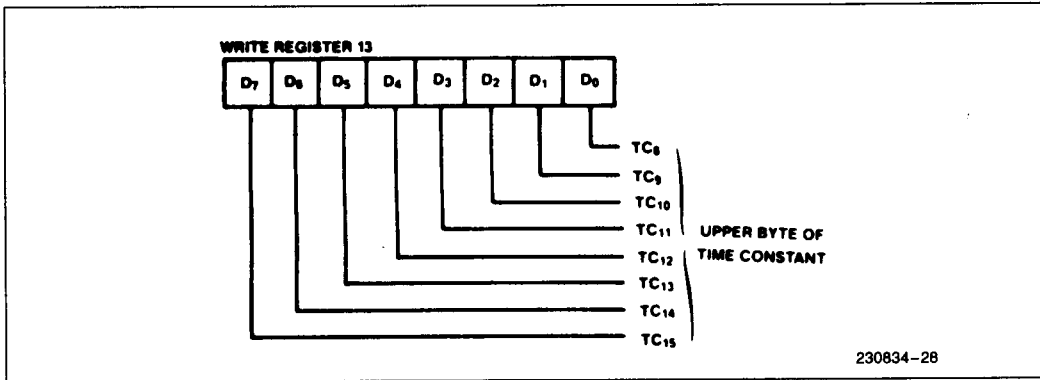 WRITE REGISTER 13
D7 D6 D5 D4 D3 D2 D1 D0
TC8
TC9
TC10
TC11
TC12
TC13
TC14
TC15
UPPER BYTE OF
TIME CONSTANT
230834-28